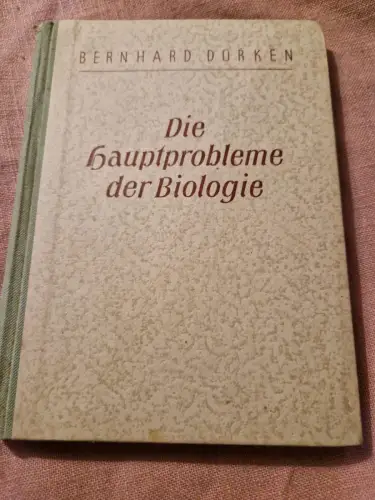 BERNHARD DÜRKEN
Die
Hauptprobleme
der Biologie